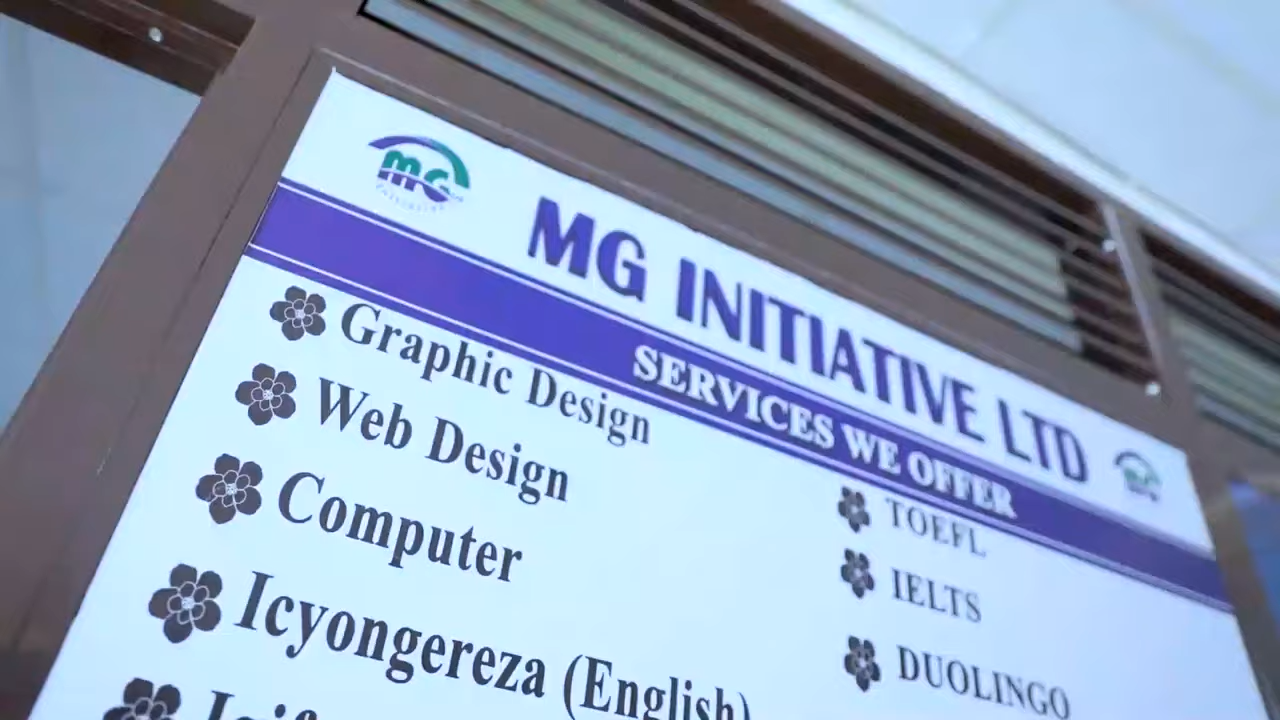 MG
MG INITIATIVE LTD
SERVICES WE OFFER
Graphic Design
Web Design
Computer
Icyongereza (English)
TOEFL
IELTS
DUOLINGO